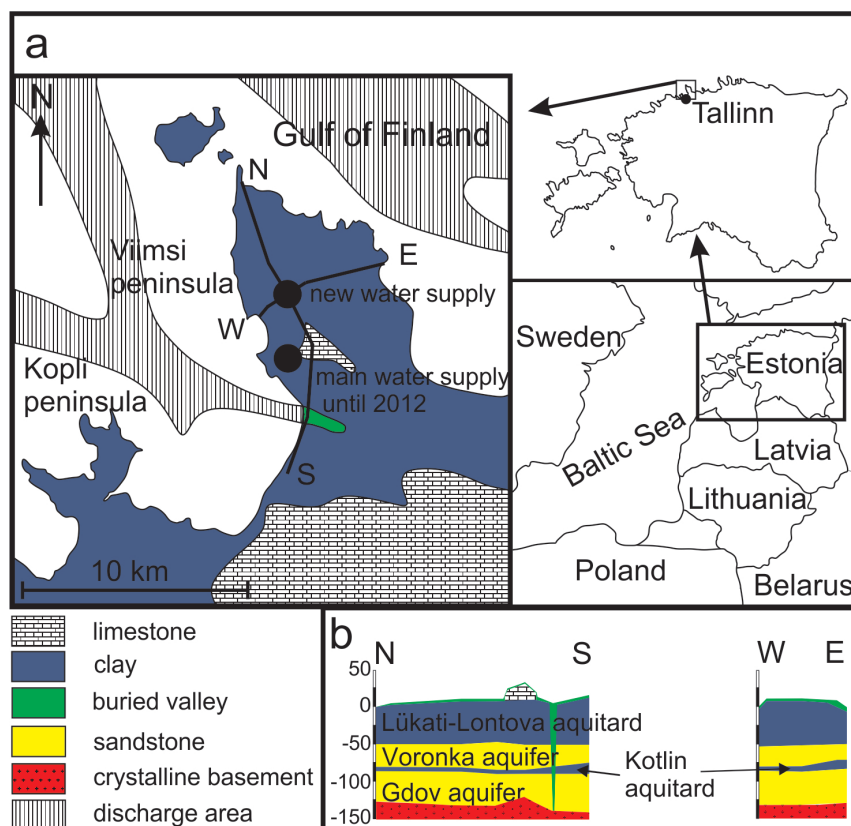 a
N
Gulf of Finland
N
Viimsi
peninsula
E
new water supply
W
Kopli
peninsula
main water supply
until 2012
S
10 km
Tallinn
Sweden
Estonia
Baltic Sea
Latvia
Lithuania
Poland
Belarus
limestone
clay
buried valley
sandstone
crystalline basement
discharge area
b
N
S
W
E
50
0
-50
-100
-150
Lükati-Lontova aquitard
Voronka aquifer
Gdov aquifer
Kotlin
aquitard